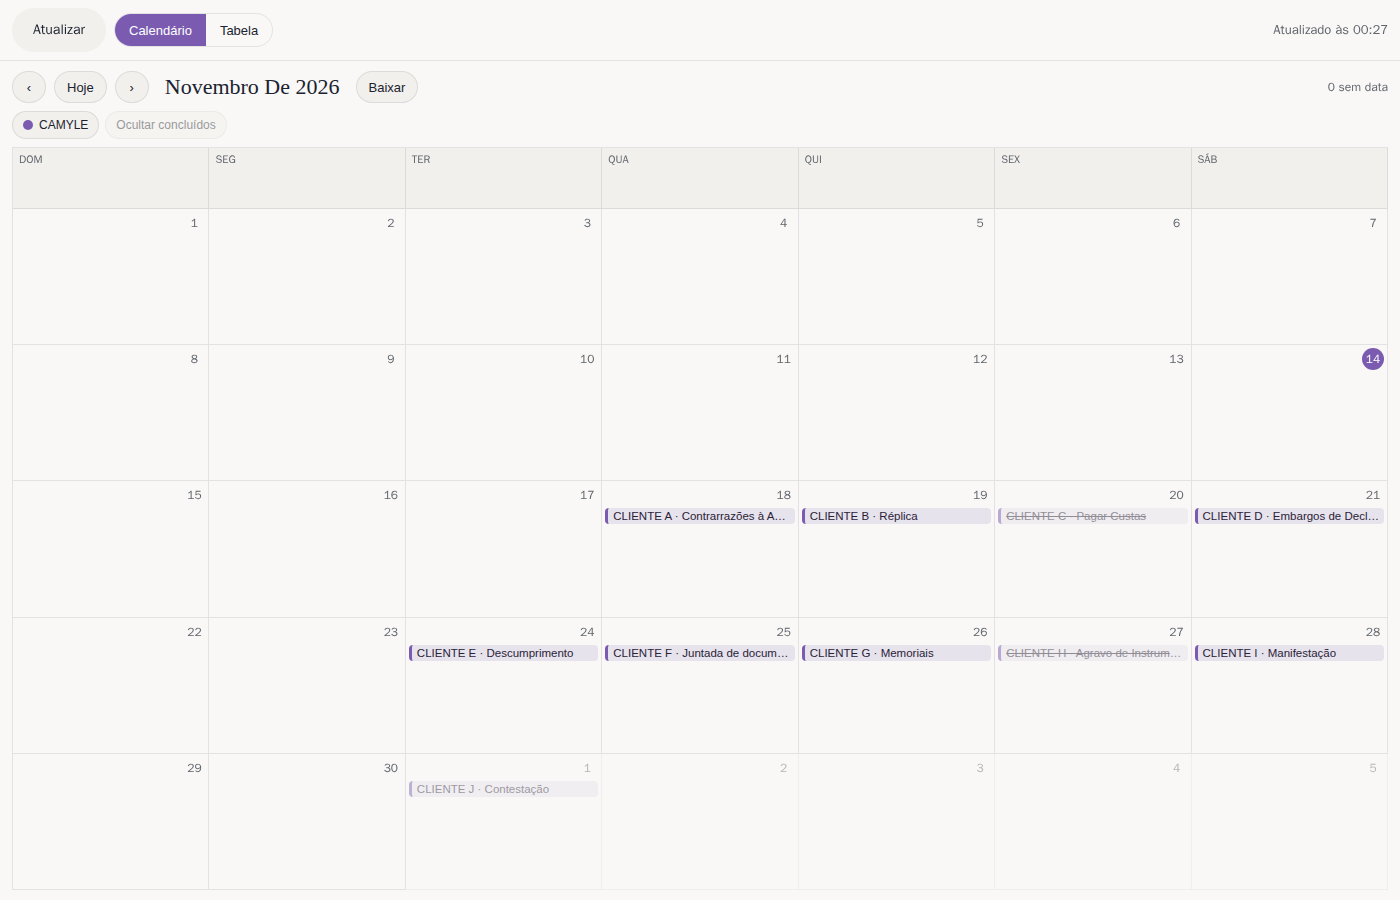 Atualizar Calendário Tabela Atualizado às 00:27
‹ Hoje › Novembro De 2026 Baixar 0 sem data
CAMYLE Ocultar concluídos
DOM SEG TER QUA QUI SEX SÁB
1 2 3 4 5 6 7
8 9 10 11 12 13 14
15 16 17 18 19 20 21
CLIENTE A · Contrarrazões à A… CLIENTE B · Réplica CLIENTE C · Pagar Custas CLIENTE D · Embargos de Decl…
22 23 24 25 26 27 28
CLIENTE E · Descumprimento CLIENTE F · Juntada de docum… CLIENTE G · Memoriais CLIENTE H · Agravo de Instrum… CLIENTE I · Manifestação
29 30 1 2 3 4 5
CLIENTE J · Contestação